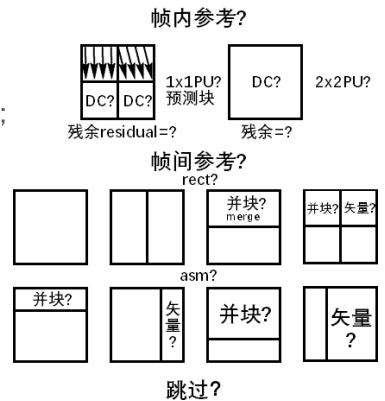 帧内参考?
DC? DC?
1x1PU?
预测块
DC?
2x2PU?
;
残余residual=?
残余=?
帧间参考?
rect?
并块?
merge
并块? 矢量?
asm?
并块?
矢量?
并块?
矢量?
跳过?